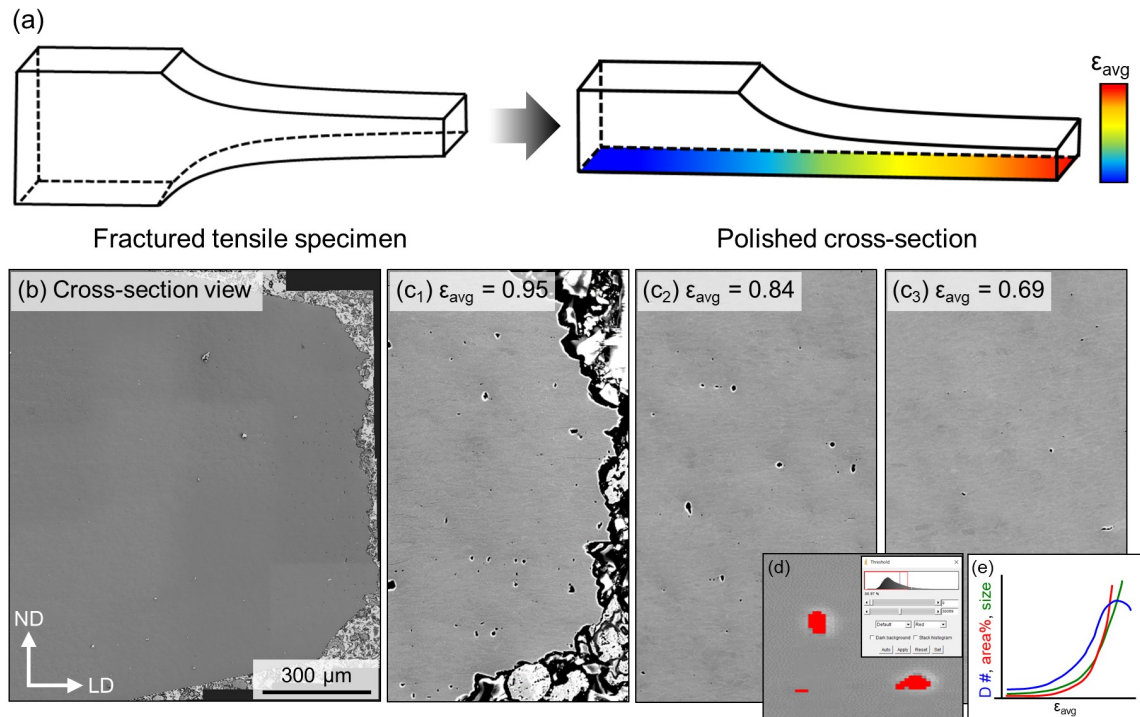 (a)
εavg
Fractured tensile specimen
Polished cross-section
(b) Cross-section view
(c₁) εavg = 0.95
(c₂) εavg = 0.84
(c₃) εavg = 0.69
ND
LD
300 µm
(d)
Threshold
Default
Red
Dark background
Stack histogram
Auto
Apply
Reset
Set
(e)
D #, area%, size
εavg